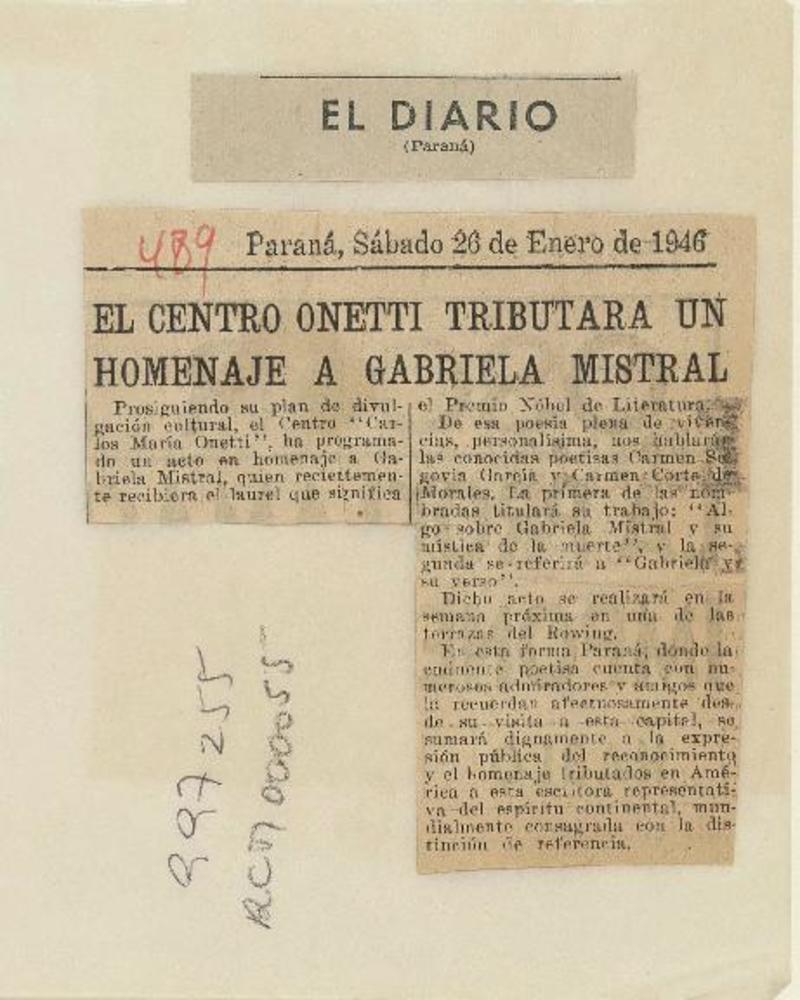 EL DIARIO
(Paraná)
489
Paraná, Sábado 26 de Enero de 1946
EL CENTRO ONETTI TRIBUTARA UN
HOMENAJE A GABRIELA MISTRAL
Prosiguiendo su plan de divul-
gación cultural, el Centro "Car-
los María Onetti", ha programa-
do un acto en homenaje a Ga-
briela Mistral, quien recientemen-
te recibiera el laurel que significa
el Premio Nóbel de Literatura.
De esa poesía plena de viven-
cias, personalísima, nos hablarán
las conocidas poetisas Carmen Se-
govia García y Carmen Corte de
Morales. La primera de las nom-
bradas titulará su trabajo: "Al-
go sobre Gabriela Mistral y su
mística de la muerte", y la se-
gunda se referirá a "Gabriela y
su verso".
Dicho acto se realizará en la
semana próxima en una de las
terrazas del Rowing.
En esta forma Paraná, donde la
eminente poetisa cuenta con nu-
merosos admiradores y amigos que
la recuerdan afectuosamente des-
de su visita a esta capital, se
sumará dignamente a la expre-
sión pública del reconocimiento
y el homenaje tributados en Amé-
rica a esta escritora representati-
va del espíritu continental, mun-
dialmente consagrada con la dis-
tinción de referencia.
997255